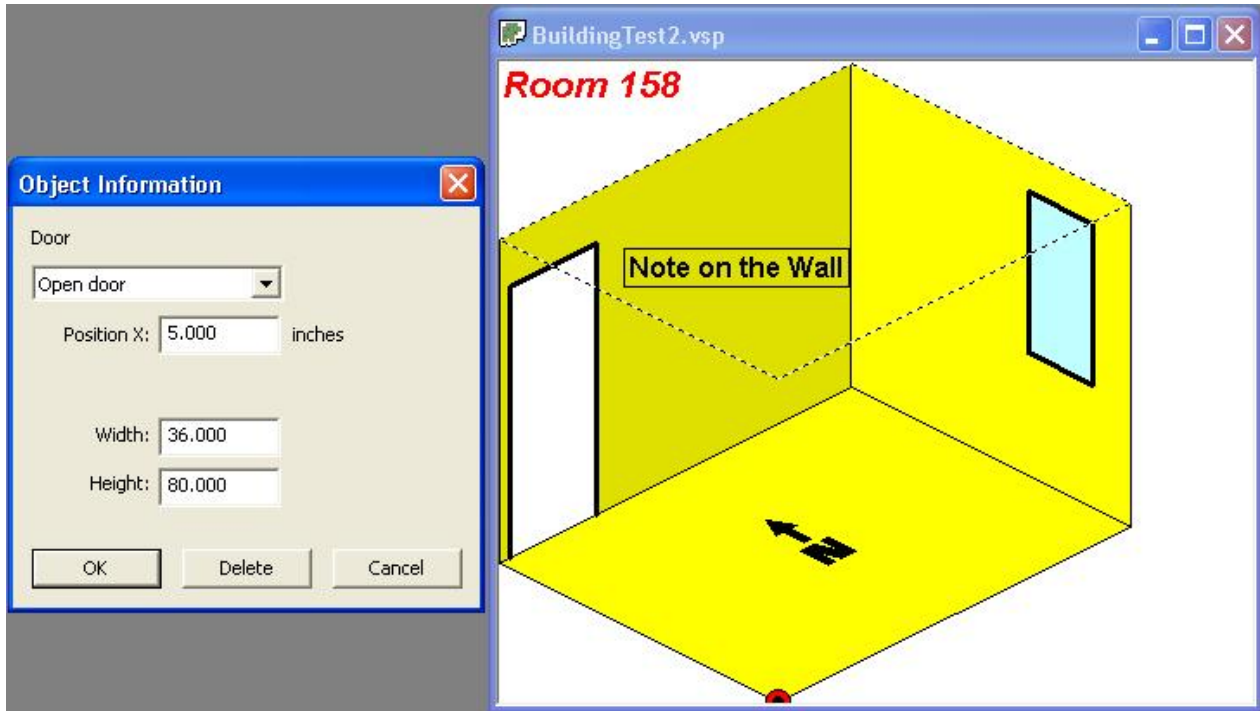 Object Information
Door
Open door
Position X: 5.000 inches
Width: 36.000
Height: 80.000
OK Delete Cancel
BuildingTest2.vsp
Room 158
Note on the Wall
N